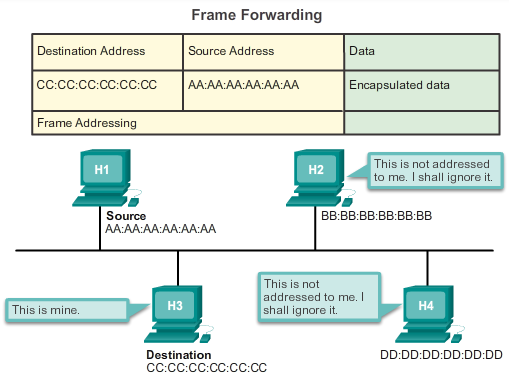 Frame Forwarding
Destination Address Source Address Data
CC:CC:CC:CC:CC:CC AA:AA:AA:AA:AA:AA Encapsulated data
Frame Addressing
H1
H2
This is not addressed
to me. I shall ignore it.
Source
AA:AA:AA:AA:AA:AA
BB:BB:BB:BB:BB:BB
This is mine.
H3
This is not
addressed to me. I
shall ignore it.
H4
Destination
CC:CC:CC:CC:CC:CC
DD:DD:DD:DD:DD:DD